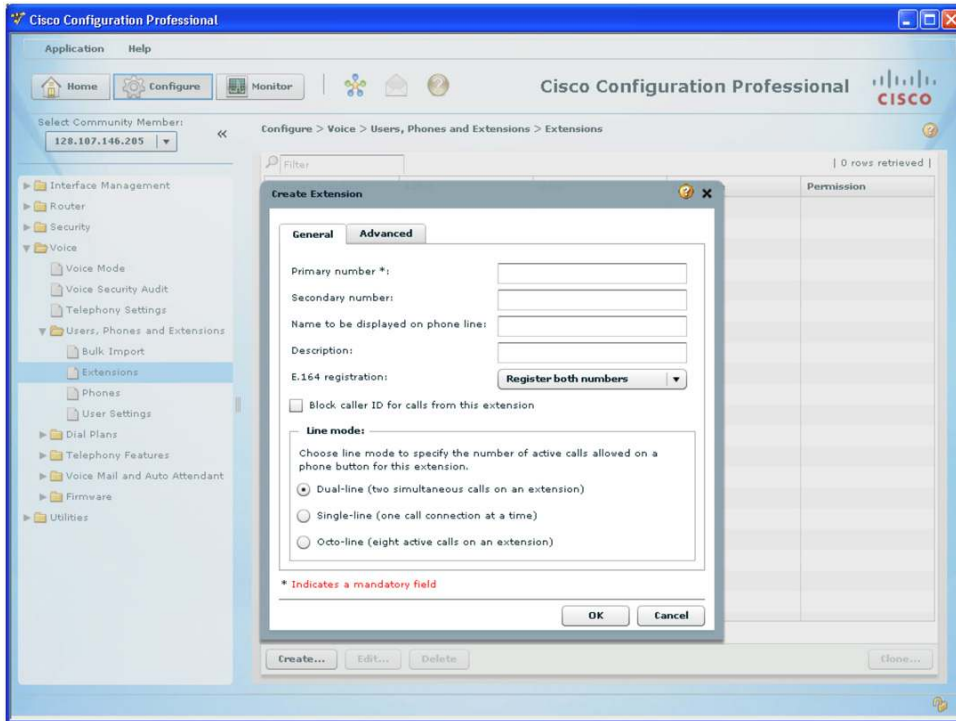 Cisco Configuration Professional
Application Help
Home Configure Monitor Cisco Configuration Professional CISCO
Select Community Member:
128.107.146.205
Configure > Voice > Users, Phones and Extensions > Extensions
Filter
| 0 rows retrieved |
Permission
Interface Management
Router
Security
Voice
Voice Mode
Voice Security Audit
Telephony Settings
Users, Phones and Extensions
Bulk Import
Extensions
Phones
User Settings
Dial Plans
Telephony Features
Voice Mail and Auto Attendant
Firmware
Utilities
Create Extension
General Advanced
Primary number *:
Secondary number:
Name to be displayed on phone line:
Description:
E.164 registration: Register both numbers
Block caller ID for calls from this extension
Line mode:
Choose line mode to specify the number of active calls allowed on a
phone button for this extension.
Dual-line (two simultaneous calls on an extension)
Single-line (one call connection at a time)
Octo-line (eight active calls on an extension)
* Indicates a mandatory field
OK Cancel
Create... Edit... Delete Clone...